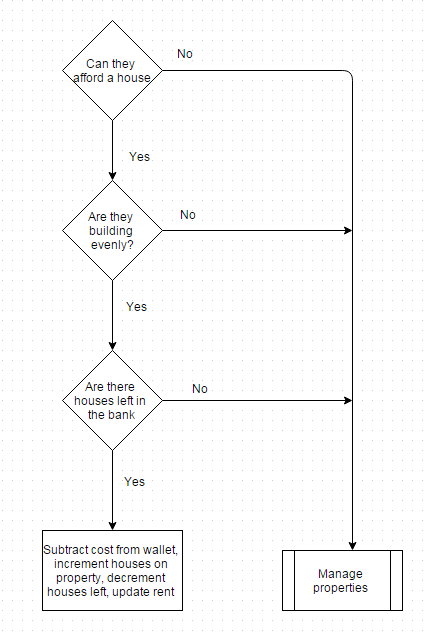 Can they
afford a house
No
Yes
Are they
building
evenly?
No
Yes
Are there
houses left in
the bank
No
Yes
Subtract cost from wallet,
increment houses on
property, decrement
houses left, update rent
Manage
properties